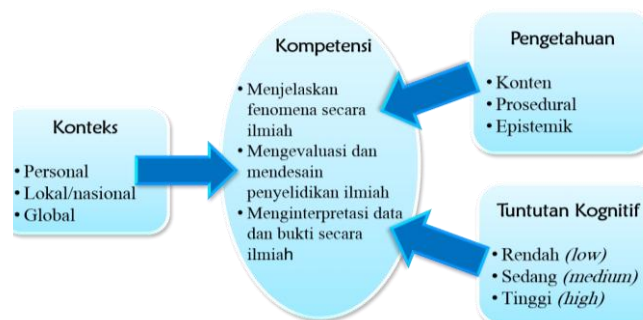 Konteks
• Personal
• Lokal/nasional
• Global
Kompetensi
• Menjelaskan
fenomena secara
ilmiah
• Mengevaluasi dan
mendesain
penyelidikan ilmiah
• Menginterpretasi data
dan bukti secara
ilmiah
Pengetahuan
• Konten
• Prosedural
• Epistemik
Tuntutan Kognitif
• Rendah (low)
• Sedang (medium)
• Tinggi (high)